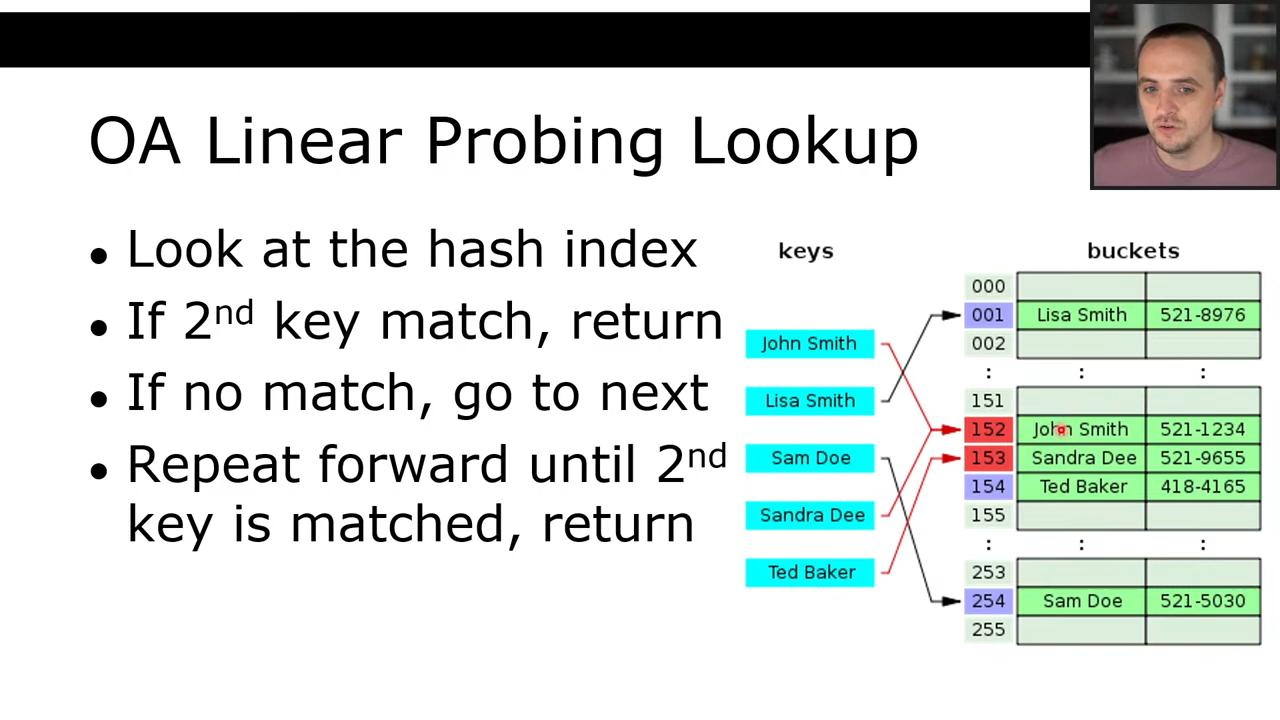 OA Linear Probing Lookup
● Look at the hash index
● If 2nd key match, return
● If no match, go to next
● Repeat forward until 2nd
key is matched, return
keys
John Smith
Lisa Smith
Sam Doe
Sandra Dee
Ted Baker
buckets
000
001 Lisa Smith 521-8976
002
: : :
151
152 John Smith 521-1234
153 Sandra Dee 521-9655
154 Ted Baker 418-4165
155
: : :
253
254 Sam Doe 521-5030
255